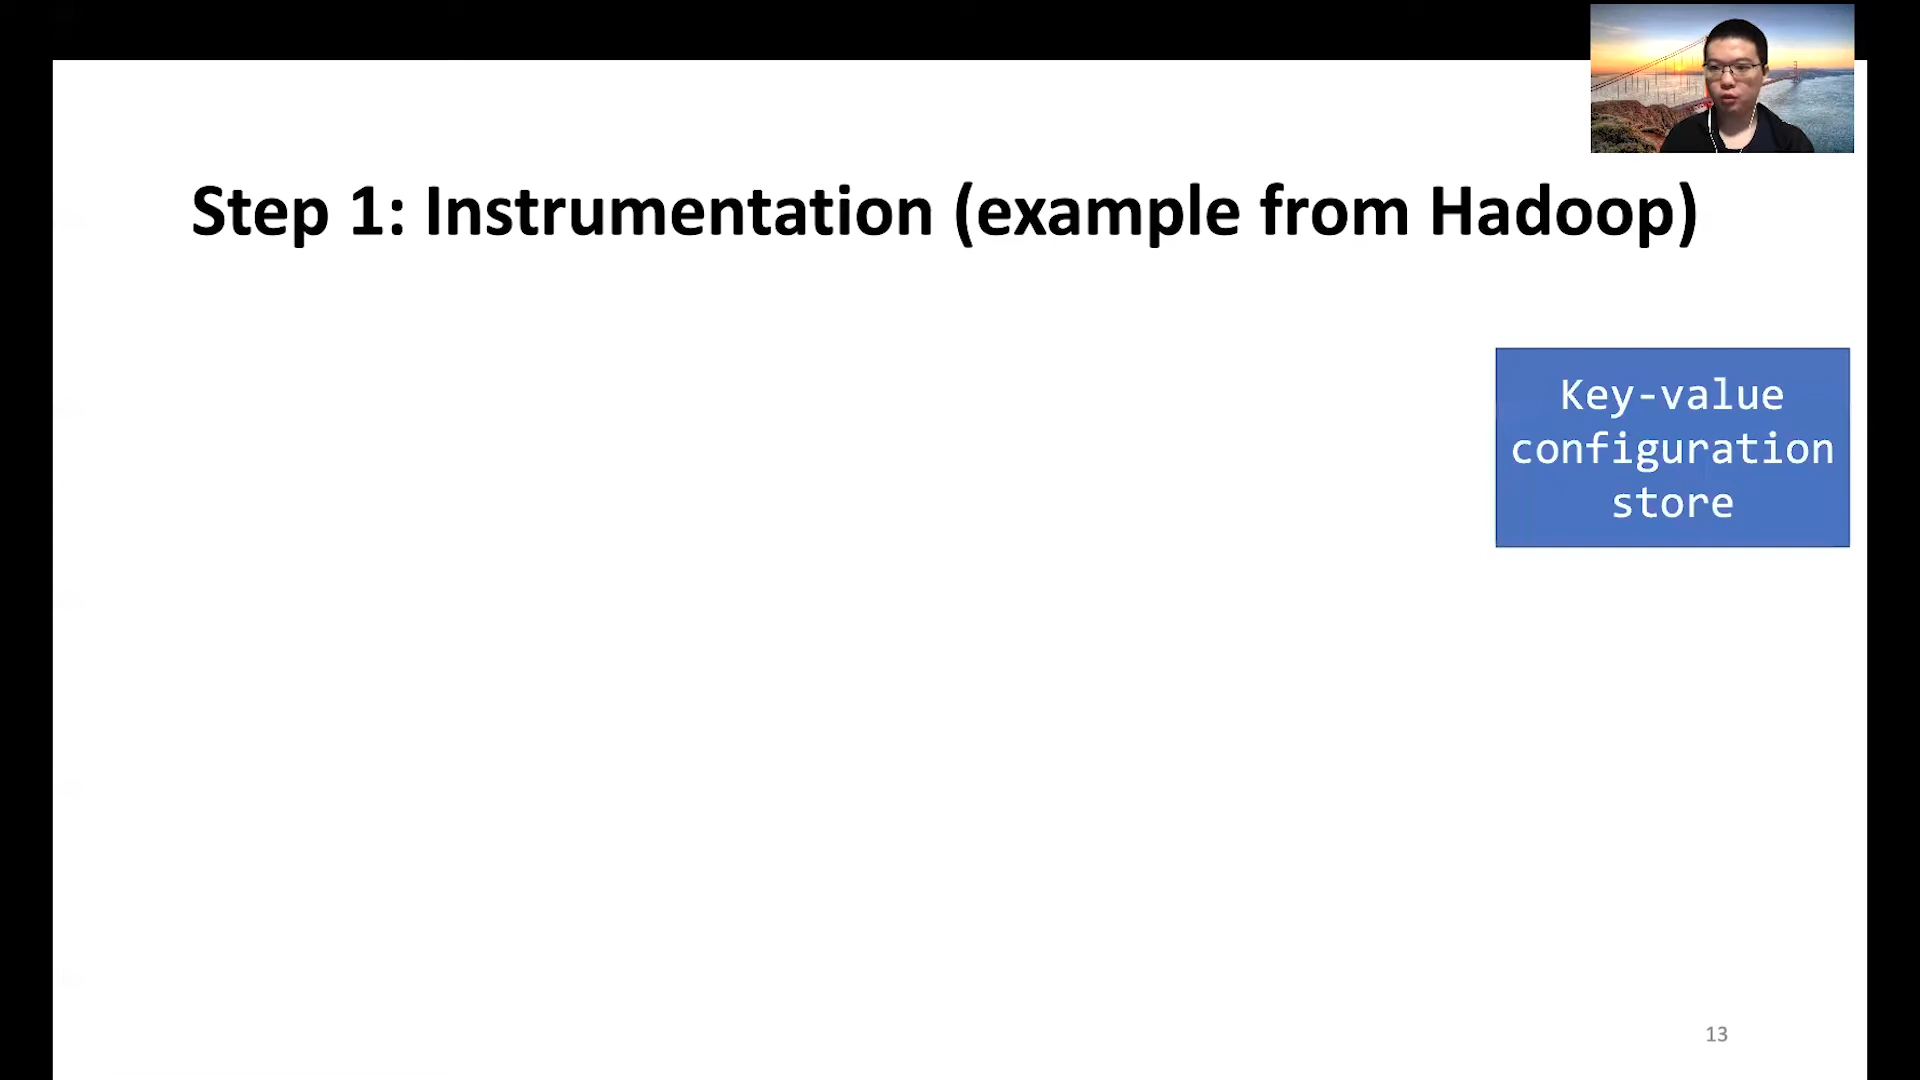 Step 1: Instrumentation (example from Hadoop)
Key-value
configuration
store
13